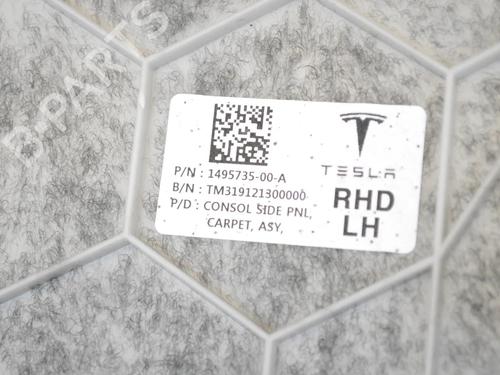 B-PARTS
P/N : 1495735-00-A
B/N : TM319121300000
P/D : CONSOL SIDE PNL,
CARPET, ASY,
TESLA
RHD
LH